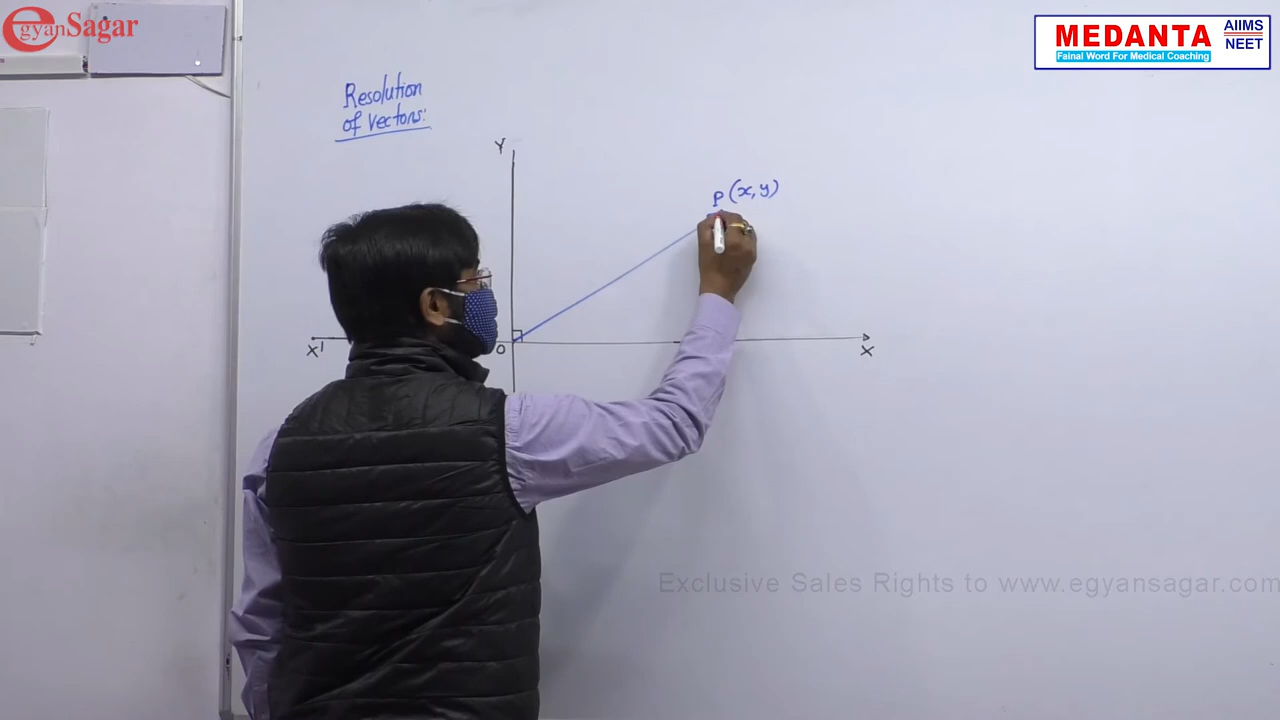 egyanSagar
MEDANTA
AIIMS
NEET
Fainal Word For Medical Coaching
Resolution
of vectors:
Y
P (x, y)
X'
O
X
Exclusive Sales Rights to www.egyansagar.com